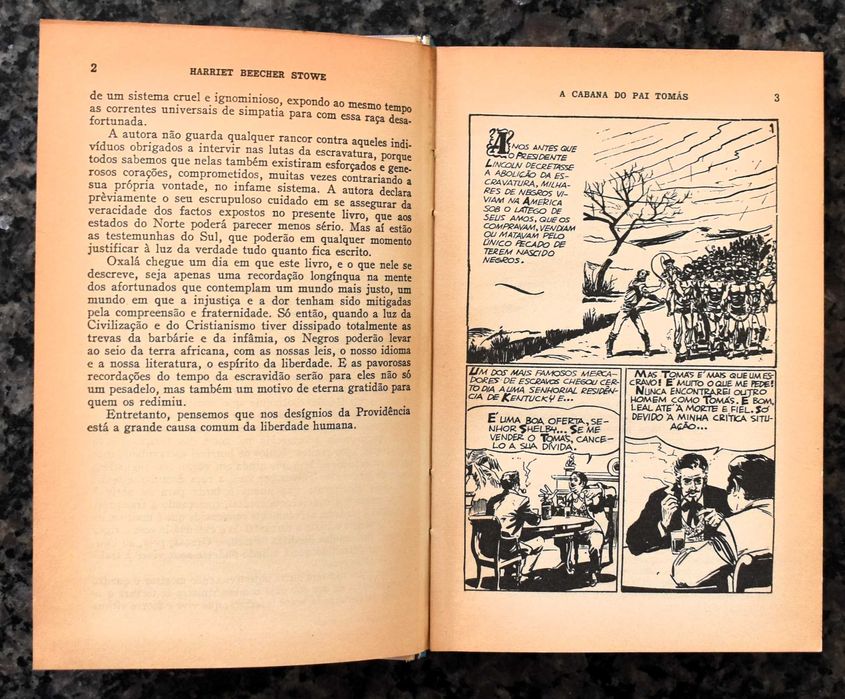 2
HARRIET BEECHER STOWE
de um sistema cruel e ignominioso, expondo ao mesmo tempo
as correntes universais de simpatia para com essa raça desa-
fortunada.
A autora não guarda qualquer rancor contra aqueles indi-
víduos obrigados a intervir nas lutas da escravatura, porque
todos sabemos que nelas também existiram esforçados e gene-
rosos corações, comprometidos, muitas vezes contrariando a
sua própria vontade, no infame sistema. A autora declara
prèviamente o seu escrupuloso cuidado em se assegurar da
veracidade dos factos expostos no presente livro, que aos
estados do Norte poderá parecer menos sério. Mas aí estão
as testemunhas do Sul, que poderão em qualquer momento
justificar à luz da verdade tudo quanto fica escrito.
Oxalá chegue um dia em que este livro, e o que nele se
descreve, seja apenas uma recordação longínqua na mente
dos afortunados que contemplam um mundo mais justo, um
mundo em que a injustiça e a dor tenham sido mitigadas
pela compreensão e fraternidade. Só então, quando a luz da
Civilização e do Cristianismo tiver dissipado totalmente as
trevas da barbárie e da infâmia, os Negros poderão levar
ao seio da terra africana, com as nossas leis, o nosso idioma
e a nossa literatura, o espírito da liberdade. E as pavorosas
recordações do tempo da escravidão serão para eles não só
um pesadelo, mas também um motivo de eterna gratidão para
quem os redimiu.
Entretanto, pensemos que nos desígnios da Providência
está a grande causa comum da liberdade humana.
A CABANA DO PAI TOMÁS
3
1
ANOS ANTES QUE
O PRESIDENTE
LINCOLN DECRETASSE
A ABOLIÇÃO DA ES-
CRAVATURA, MILHA-
RES DE NEGROS VI-
VIAM NA AMERICA
SOB O LATEGO DE
SEUS AMOS, QUE OS
COMPRAVAM, VENDIAM
OU MATAVAM PELO
ÚNICO PECADO DE
TEREM NASCIDO
NEGROS.
UM DOS MAIS FAMOSOS MERCA-
DORES DE ESCRAVOS CHEGOU CER-
TO DIA A UMA SENHORIAL RESIDÊN-
CIA DE KENTUCKY E...
É UMA BOA OFERTA, SE-
NHOR SHELBY... SE ME
VENDER O TOMÁS, CANCE-
LO A SUA DÍVIDA.
MAS TOMÁS É MAIS QUE UM ES-
CRAVO! É MUITO O QUE ME PEDE!
NUNCA ENCONTRAREI OUTRO
HOMEM COMO TOMÁS. É BOM,
LEAL ATÉ À MORTE E FIEL. SÓ
DEVIDO À MINHA CRÍTICA SITU-
AÇÃO...